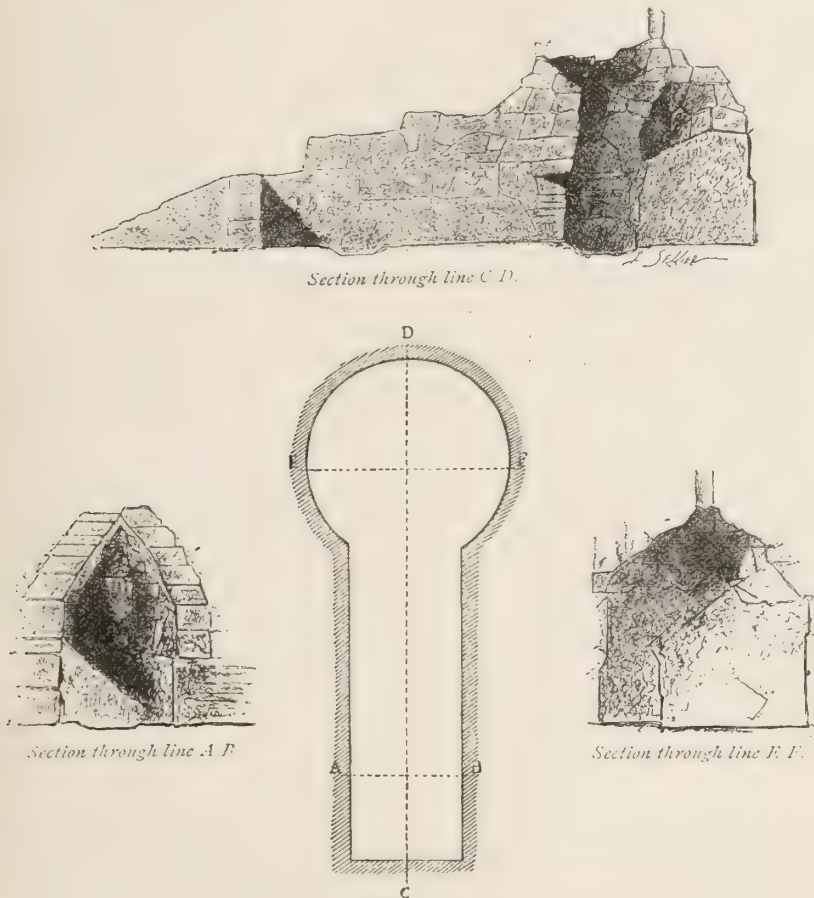 Section through line C D.
D
E F
Section through line A B
Section through line E F.
A B
C